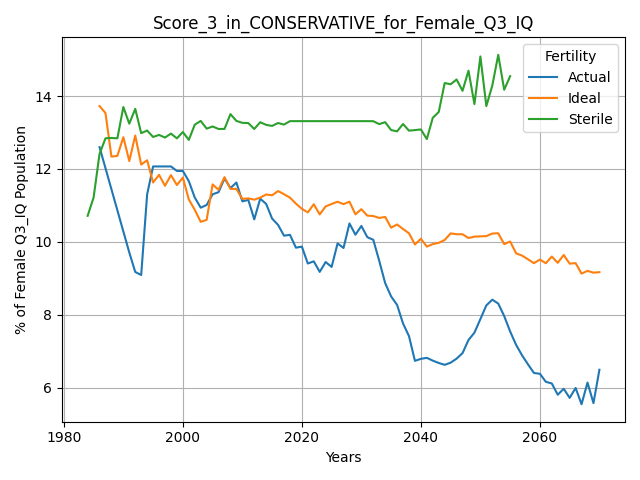 Score_3_in_CONSERVATIVE_for_Female_Q3_IQ
% of Female Q3_IQ Population
14
12
10
8
6
Fertility
Actual
Ideal
Sterile
1980
2000
2020
2040
2060
Years